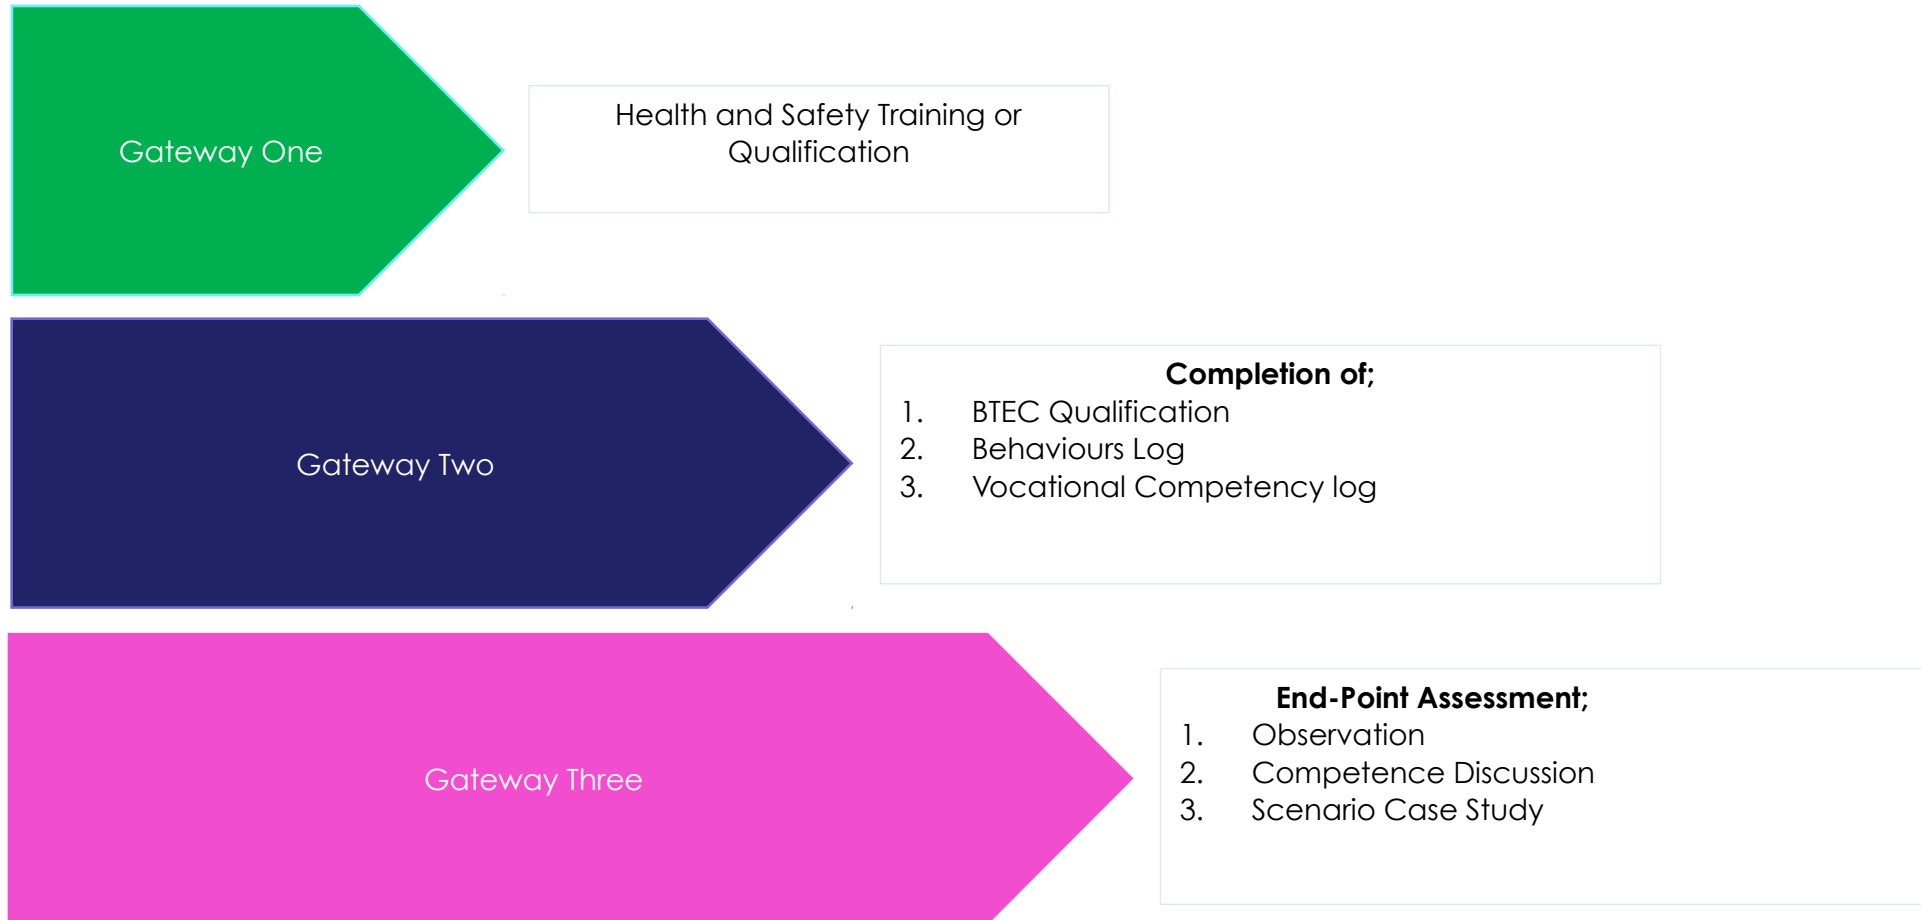 Gateway One
Health and Safety Training or
Qualification
Gateway Two
Completion of;
1. BTEC Qualification
2. Behaviours Log
3. Vocational Competency log
Gateway Three
End-Point Assessment;
1. Observation
2. Competence Discussion
3. Scenario Case Study